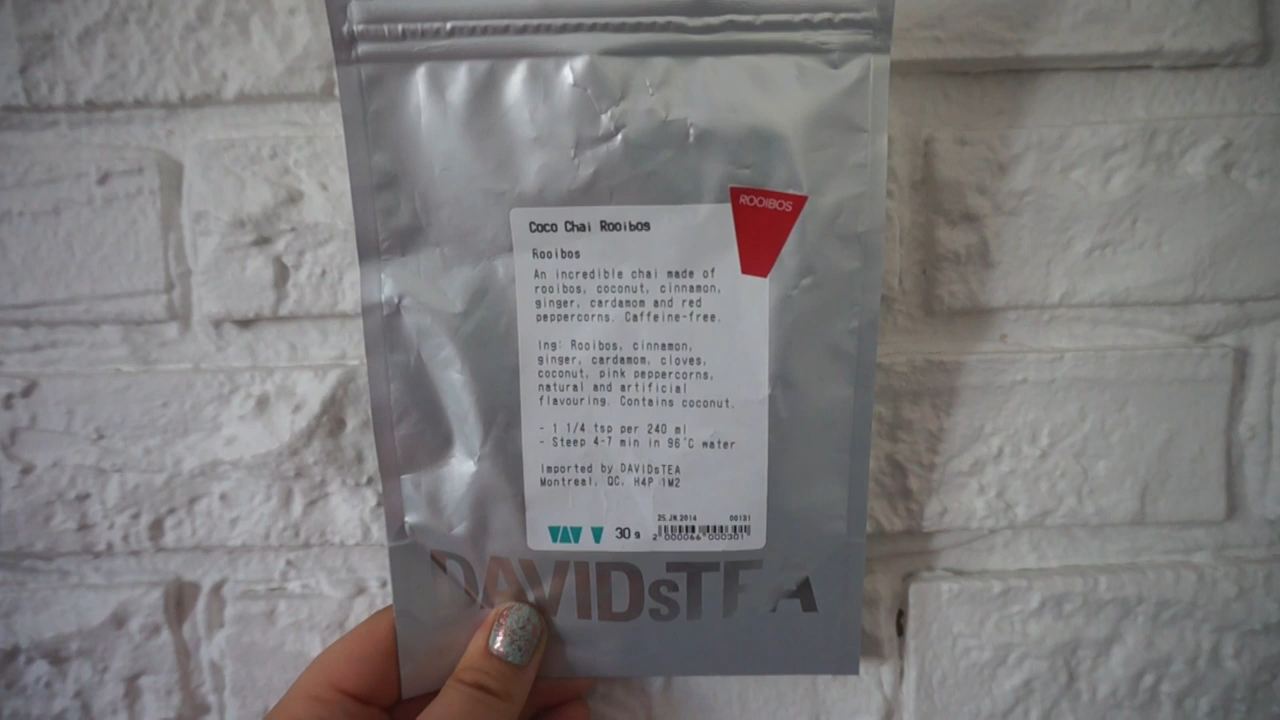 ROOIBOS
Coco Chai Rooibos
Rooibos
An incredible chai made of
rooibos, coconut, cinnamon,
ginger, cardamom and red
peppercorns. Caffeine-free.
Ing: Rooibos, cinnamon,
ginger, cardamom, cloves,
coconut, pink peppercorns,
natural and artificial
flavouring. Contains coconut.
- 1 1/4 tsp per 240 ml
- Steep 4-7 min in 96°C water
Imported by DAVIDsTEA
Montreal, QC, H4P 1M2
25.JN.2014 00131
30 g 2 000066 000301
DAVIDsTEA